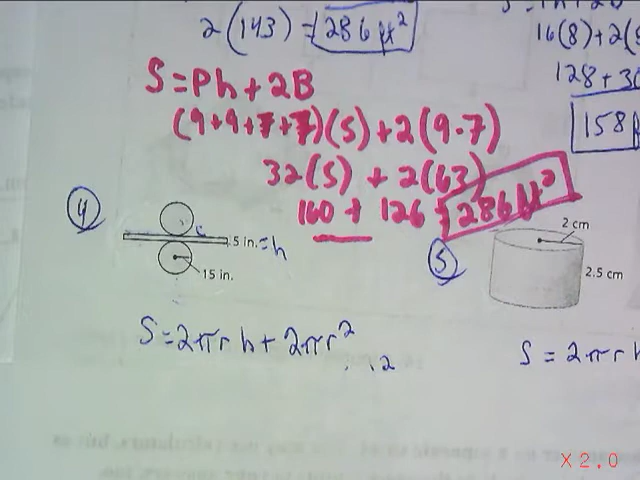 2(143) = 286 ft²
16(8)+2(
128+30
158 f
S=Ph+2B
(9+9+7+7)(5)+2(9·7)
32(5) + 2(63)
160 + 126 = 286 ft²
4
c
.5 in. = h
15 in.
5
2 cm
2.5 cm
S=2πrh+2πr²
2
S = 2πrh
X2.0